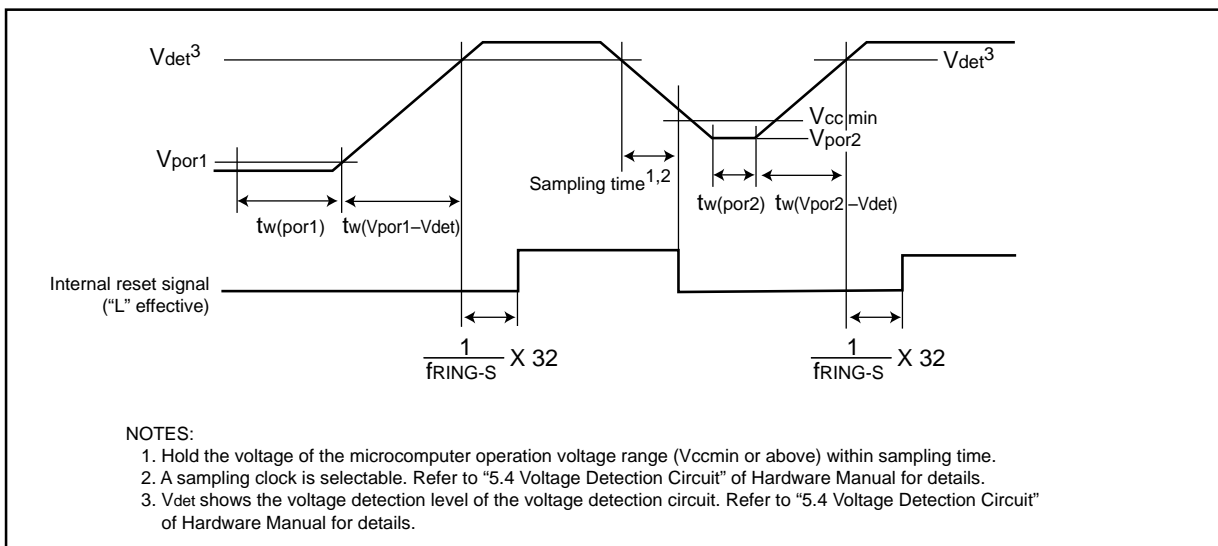 Vdet3
Vdet3
Vcc min
Vpor2
Vpor1
Sampling time1,2
tw(por1)
tw(Vpor1–Vdet)
tw(por2)
tw(Vpor2 –Vdet)
Internal reset signal
(“L” effective)
1
fRING-S
X 32
1
fRING-S
X 32
NOTES:
1. Hold the voltage of the microcomputer operation voltage range (Vccmin or above) within sampling time.
2. A sampling clock is selectable. Refer to “5.4 Voltage Detection Circuit” of Hardware Manual for details.
3. Vdet shows the voltage detection level of the voltage detection circuit. Refer to “5.4 Voltage Detection Circuit”
of Hardware Manual for details.